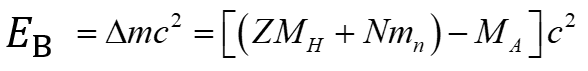 E_B = Δmc² = [(ZM_H + Nm_n) − M_A]c²